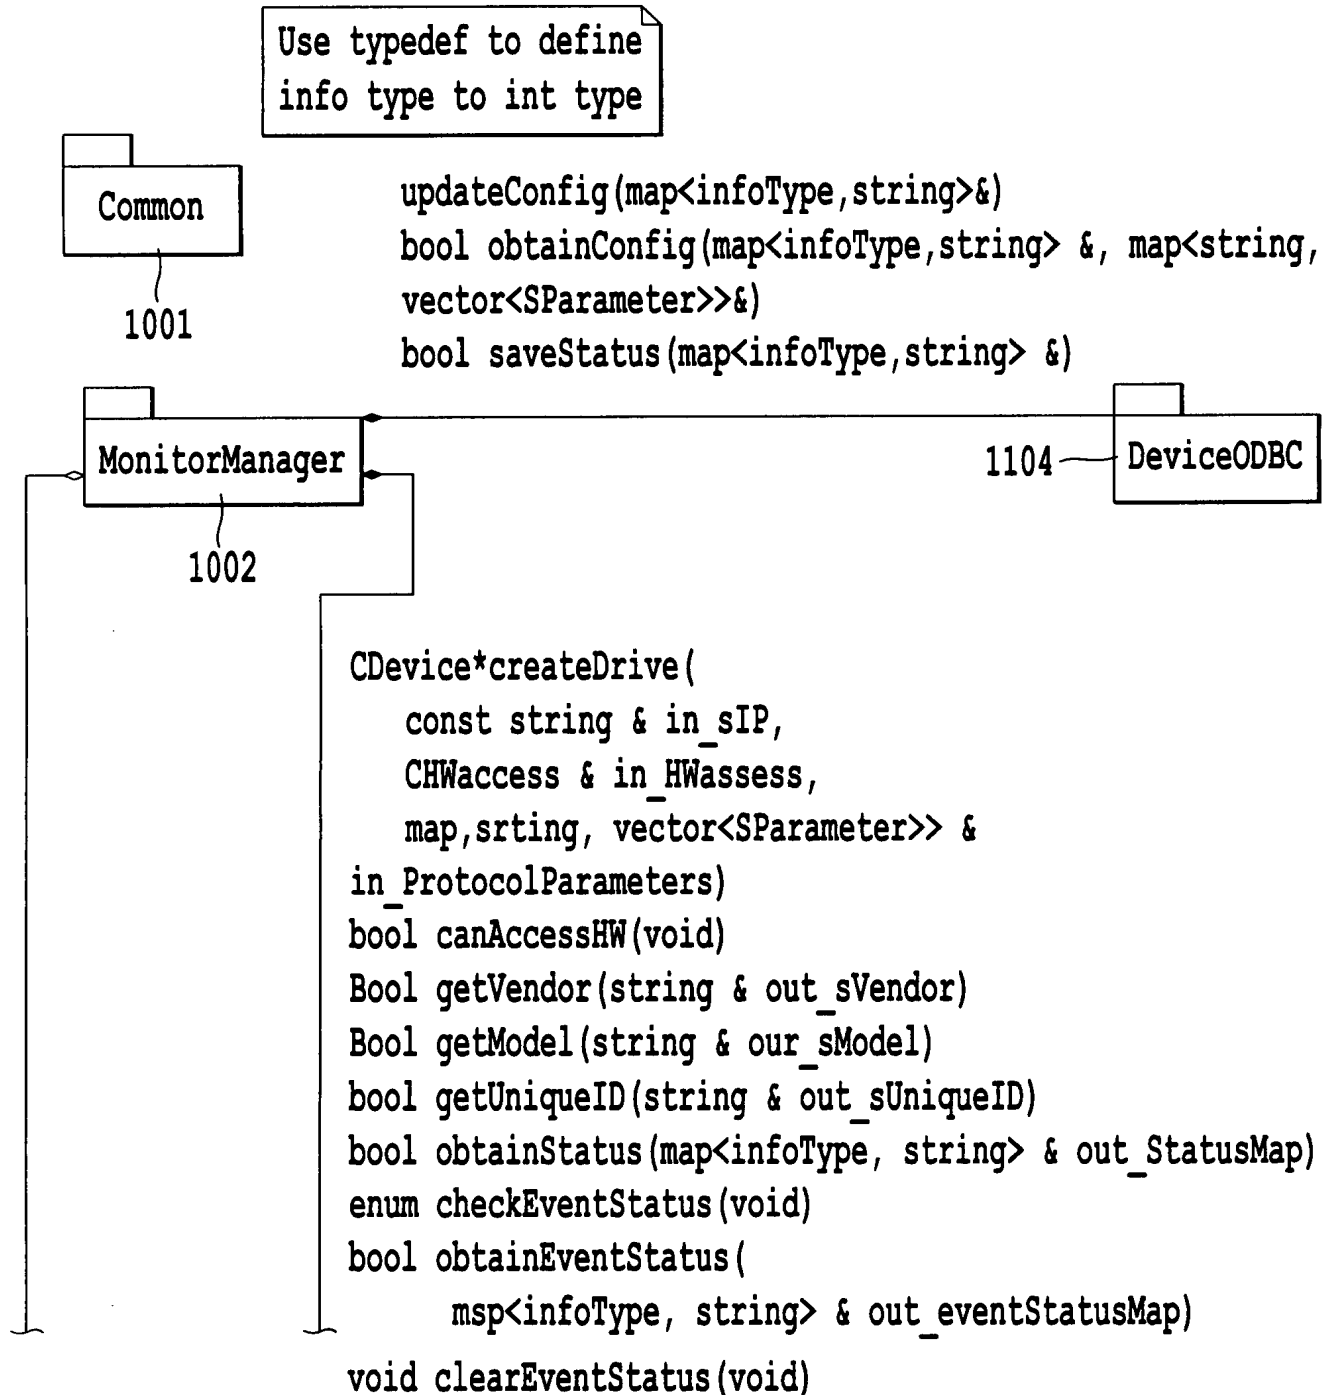 Use typedef to define
info type to int type
Common
1001
updateConfig(map<infoType,string>&)
bool obtainConfig(map<infoType,string> &, map<string,
vector<SParameter>>&)
bool saveStatus(map<infoType,string> &)
MonitorManager
1002
1104
DeviceODBC
CDevice*createDrive(
const string & in_sIP,
CHWaccess & in_HWassess,
map,srting, vector<SParameter>> &
in_ProtocolParameters)
bool canAccessHW(void)
Bool getVendor(string & out_sVendor)
Bool getModel(string & our_sModel)
bool getUniqueID(string & out_sUniqueID)
bool obtainStatus(map<infoType, string> & out_StatusMap)
enum checkEventStatus(void)
bool obtainEventStatus(
msp<infoType, string> & out_eventStatusMap)
void clearEventStatus(void)